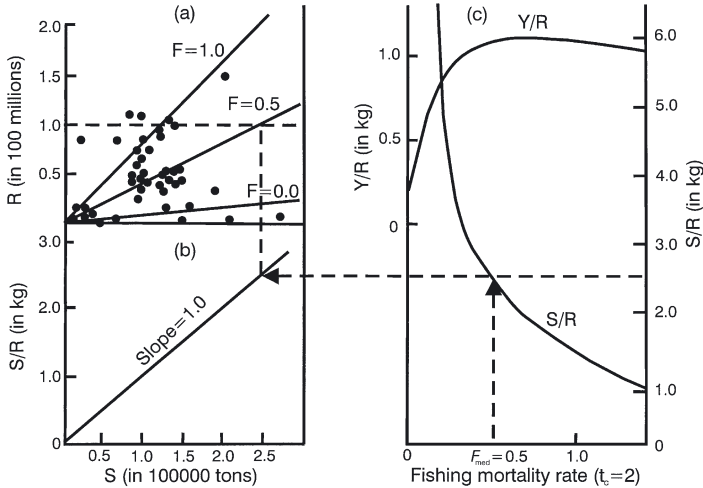 (a)
2.0
1.5
1.0
0.5
R (in 100 millions)
F=1.0
F=0.5
F=0.0
(b)
3.0
2.0
1.0
0
S/R (in kg)
Slope=1.0
0.5
1.0
1.5
2.0
2.5
S (in 100000 tons)
(c)
Y/R
1.0
0.5
0
Y/R (in kg)
6.0
5.0
4.0
3.0
2.0
1.0
0
S/R (in kg)
S/R
0
Fmed=0.5
1.0
Fishing mortality rate (tc=2)